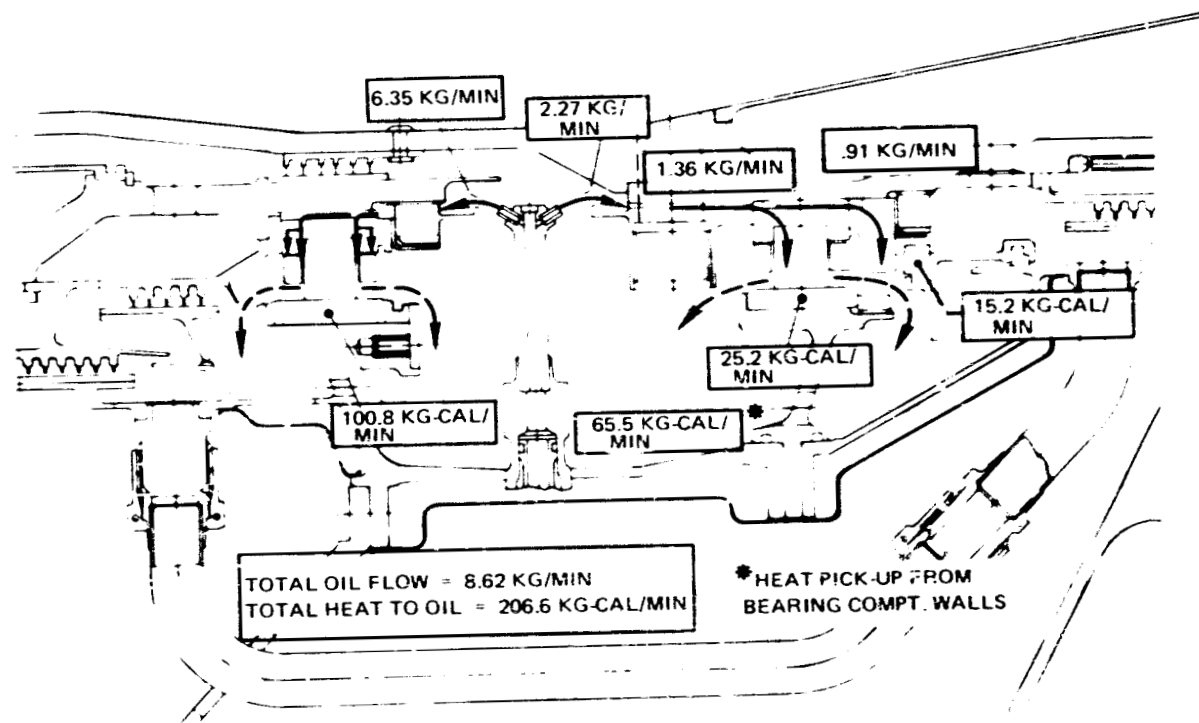 6.35 KG/MIN
2.27 KG/
MIN
1.36 KG/MIN
.91 KG/MIN
15.2 KG-CAL/
MIN
25.2 KG-CAL/
MIN
100.8 KG-CAL/
MIN
65.5 KG-CAL/
MIN
*
TOTAL OIL FLOW = 8.62 KG/MIN
TOTAL HEAT TO OIL = 206.6 KG-CAL/MIN
*HEAT PICK-UP FROM
BEARING COMPT. WALLS